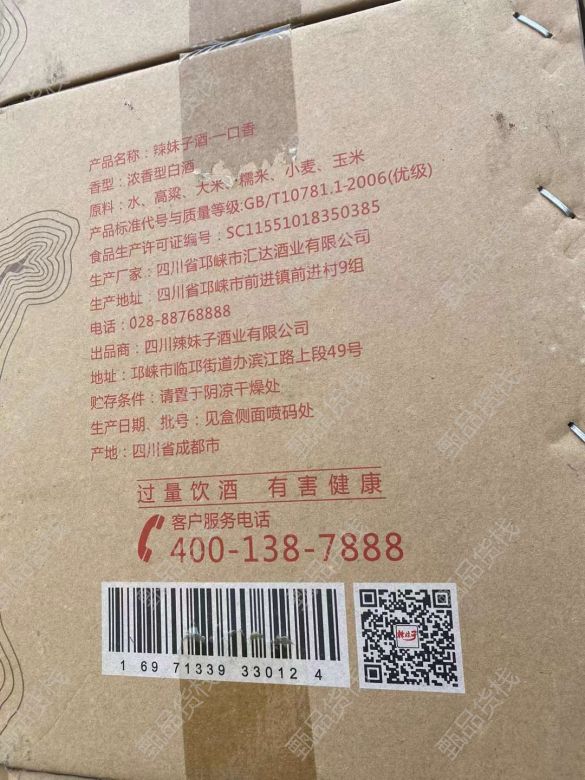 产品名称：辣妹子酒·一口香
香型：浓香型白酒
原料：水、高粱、大米、糯米、小麦、玉米
产品标准代号与质量等级:GB/T10781.1-2006(优级)
食品生产许可证编号：SC11551018350385
生产厂家：四川省邛崃市汇达酒业有限公司
生产地址：四川省邛崃市前进镇前进村9组
电话：028-88768888
出品商：四川辣妹子酒业有限公司
地址：邛崃市临邛街道办滨江路上段49号
贮存条件：请置于阴凉干燥处
生产日期、批号：见盒侧面喷码处
产地：四川省成都市
过量饮酒 有害健康
客户服务电话
400-138-7888
1 69 71339 33012 4
辣妹子
甄品货栈